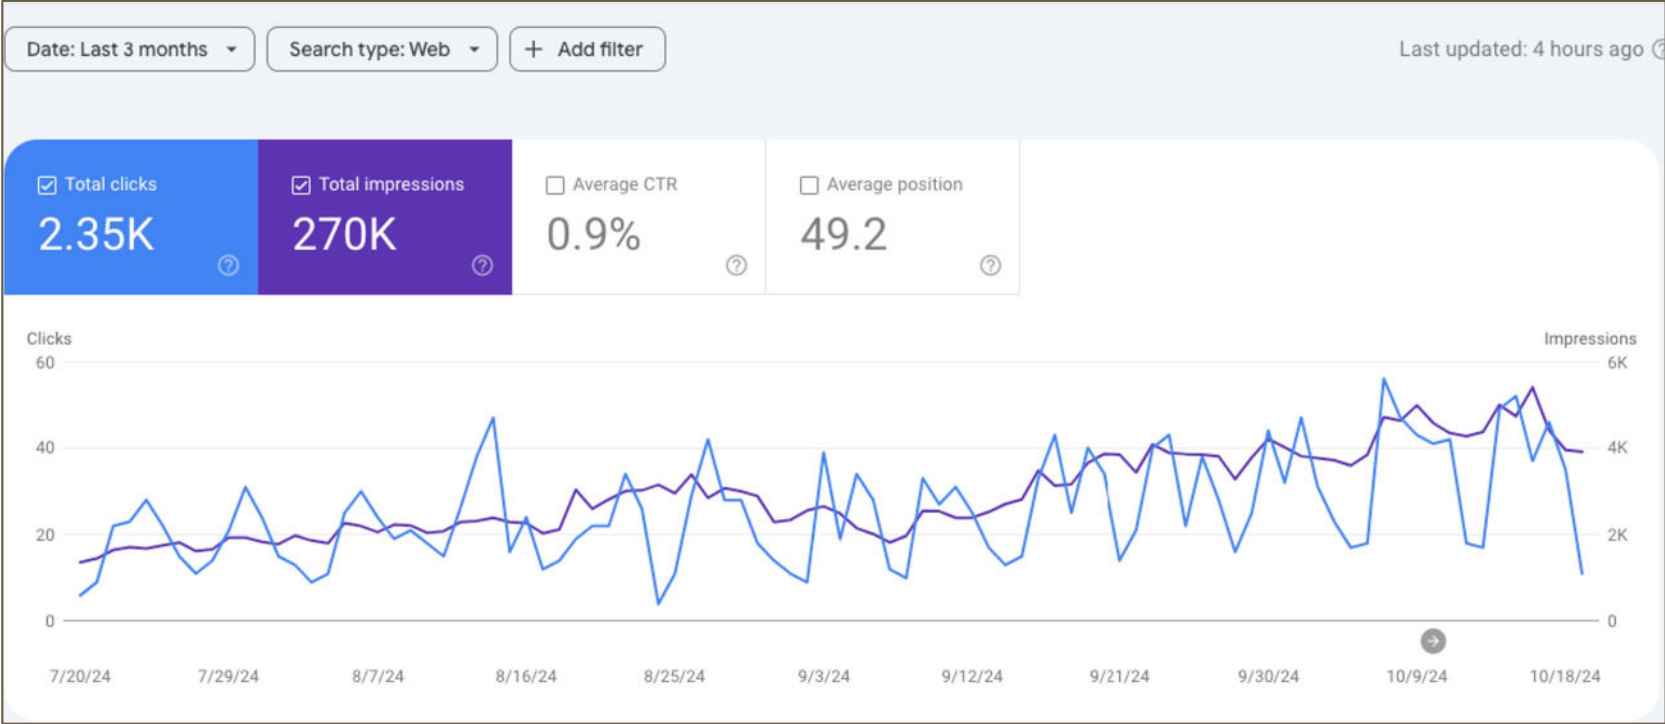 Date: Last 3 months Search type: Web + Add filter Last updated: 4 hours ago
Total clicks Total impressions Average CTR Average position
2.35K 270K 0.9% 49.2
Clicks Impressions
60 6K
40 4K
20 2K
0 0
7/20/24 7/29/24 8/7/24 8/16/24 8/25/24 9/3/24 9/12/24 9/21/24 9/30/24 10/9/24 10/18/24